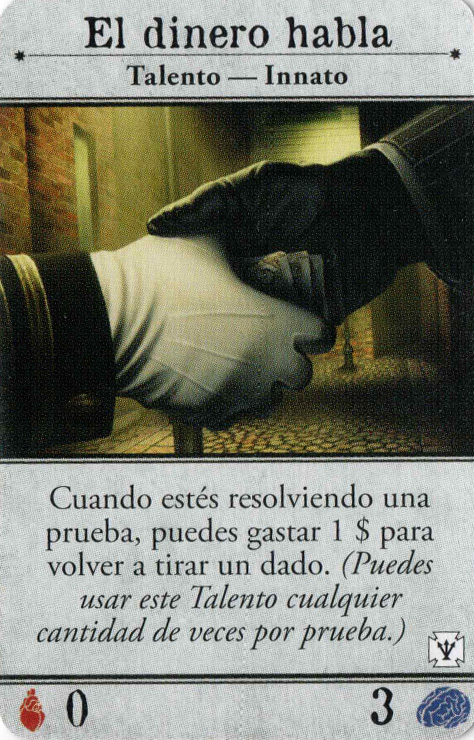 El dinero habla
Talento — Innato
Cuando estés resolviendo una
prueba, puedes gastar 1 $ para
volver a tirar un dado. (Puedes
usar este Talento cualquier
cantidad de veces por prueba.)
0 3